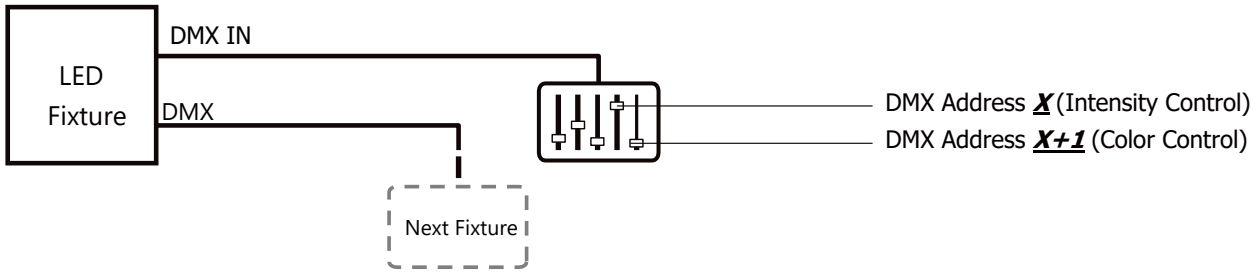 DMX IN
LED
Fixture
DMX
DMX Address X (Intensity Control)
DMX Address X+1 (Color Control)
Next Fixture